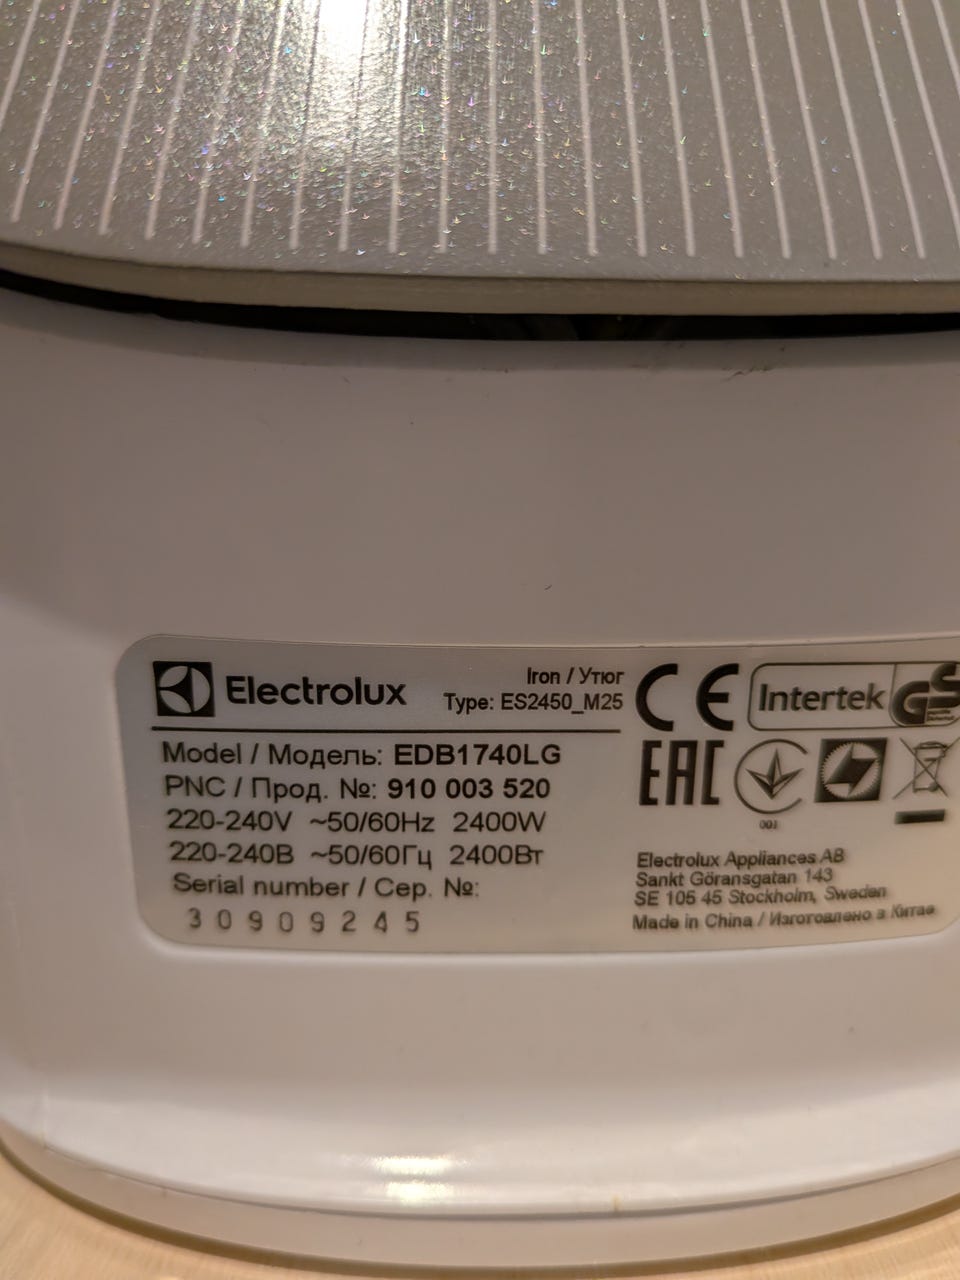 Electrolux
Iron / Утюг
Type: ES2450_M25
Model / Модель: EDB1740LG
PNC / Прод. №: 910 003 520
220-240V ~50/60Hz 2400W
220-240В ~50/60Гц 2400Вт
Serial number / Сер. №:
30909245
CE
Intertek
GS
EAC
001
Electrolux Appliances AB
Sankt Göransgatan 143
SE 105 45 Stockholm, Sweden
Made in China / Изготовлено в Китае